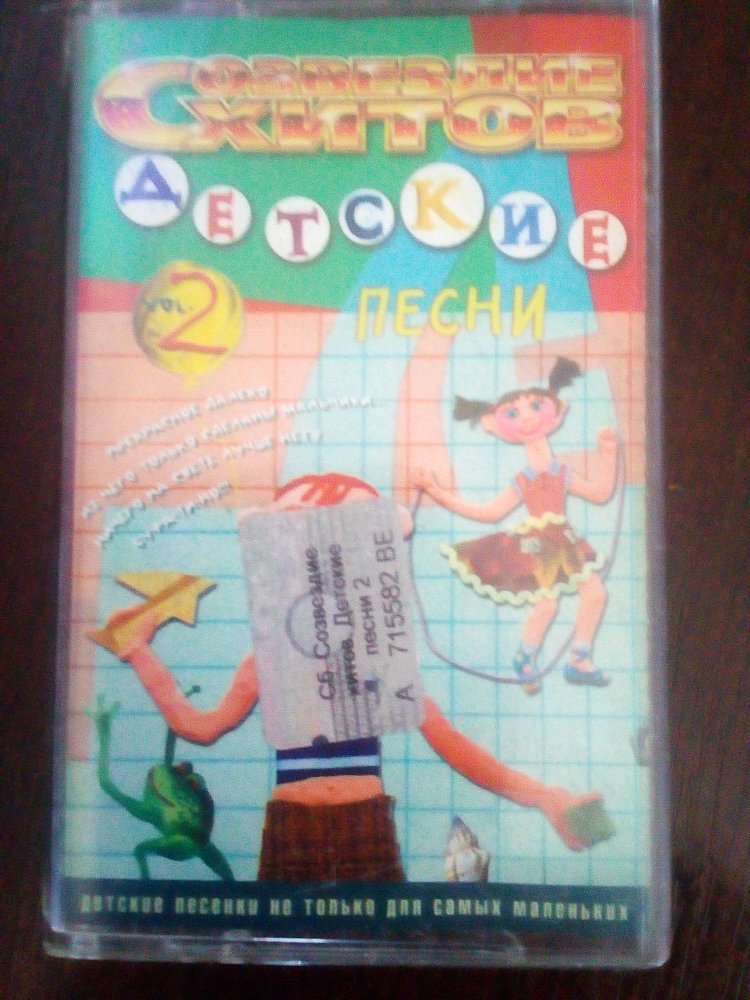 СОЗВЕЗДИЕ
ХИТОВ
ДЕТСКИЕ
ПЕСНИ
VOL. 2
ПРЕКРАСНОЕ ДАЛЕКО
ИЗ ЧЕГО ТОЛЬКО СДЕЛАНЫ МАЛЬЧИКИ...
НИЧЕГО НА СВЕТЕ ЛУЧШЕ НЕТУ
Сб. Созвездие
хитов. Детские
песни 2
А 715582 ВЕ
детские песенки не только для самых маленьких